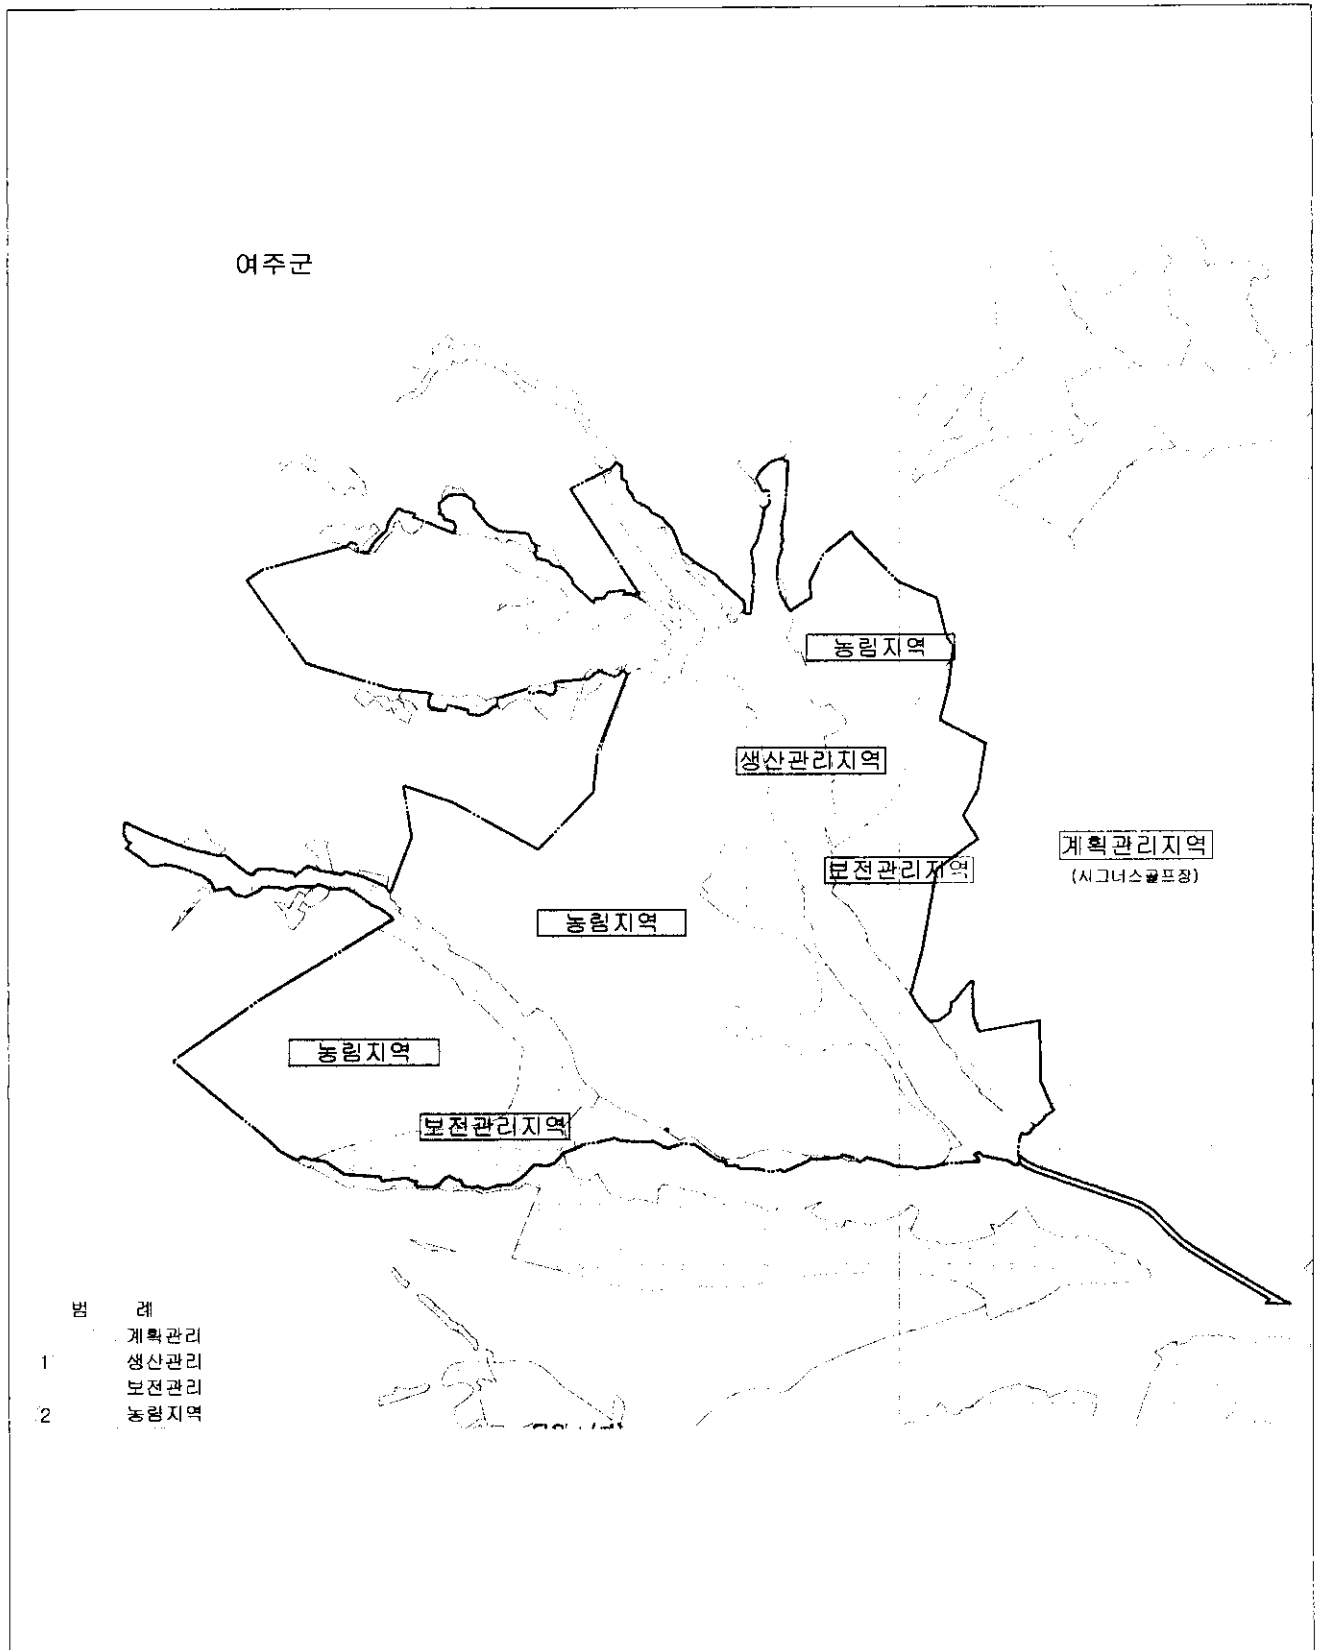 여주군
농림지역
생산관리지역
계획관리지역
(시그너스골프장)
보전관리지역
농림지역
농림지역
보전관리지역
범 례
계획관리
1 생산관리
보전관리
2 농림지역